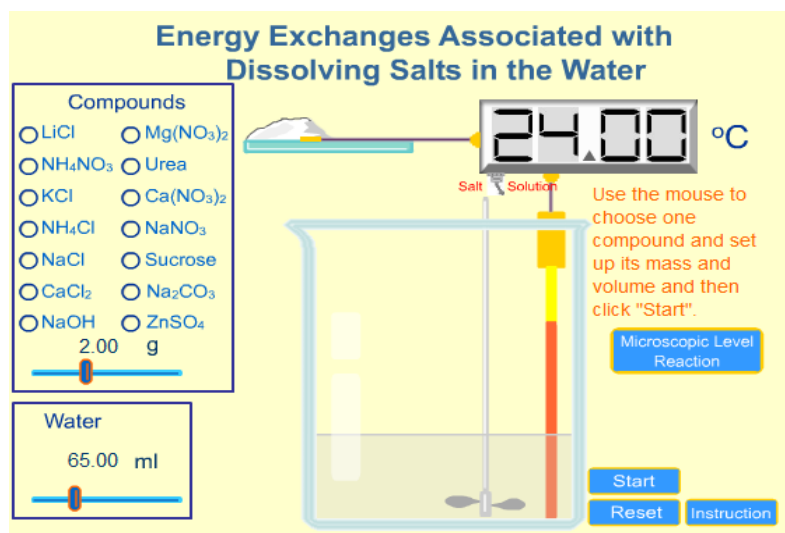 Energy Exchanges Associated with
Dissolving Salts in the Water
Compounds
LiCl
Mg(NO₃)₂
NH₄NO₃
Urea
KCl
Ca(NO₃)₂
NH₄Cl
NaNO₃
NaCl
Sucrose
CaCl₂
Na₂CO₃
NaOH
ZnSO₄
2.00 g
Water
65.00 ml
24.00 ºC
Salt Solution
Use the mouse to
choose one
compound and set
up its mass and
volume and then
click "Start".
Microscopic Level
Reaction
Start
Reset
Instruction